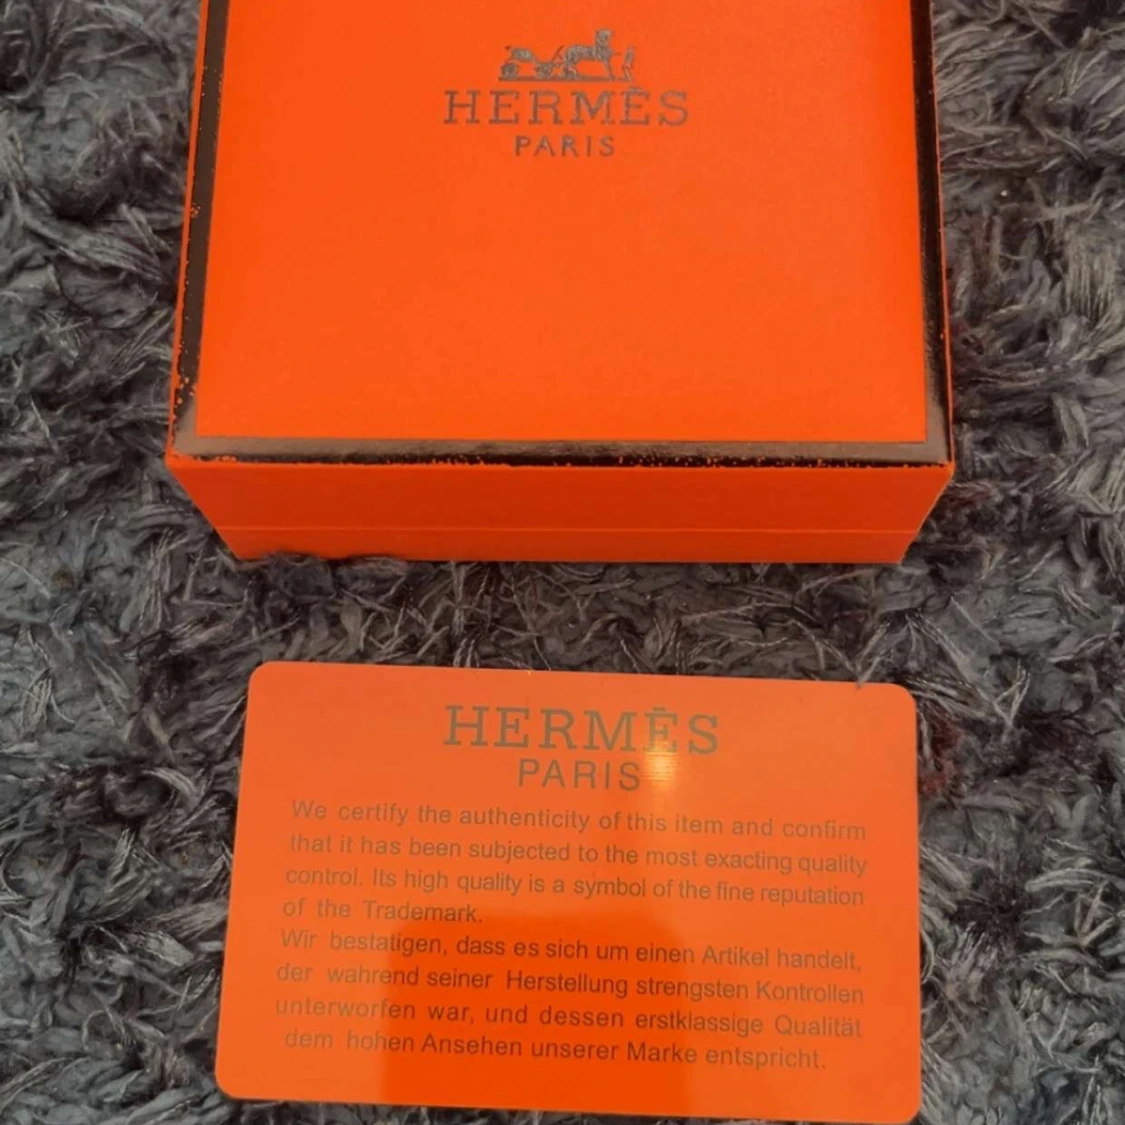 HERMÈS
PARIS
HERMÈS
PARIS
We certify the authenticity of this item and confirm
that it has been subjected to the most exacting quality
control. Its high quality is a symbol of the fine reputation
of the Trademark.
Wir bestatigen, dass es sich um einen Artikel handelt,
der wahrend seiner Herstellung strengsten Kontrollen
unterworfen war, und dessen erstklassige Qualität
dem hohen Ansehen unserer Marke entspricht.